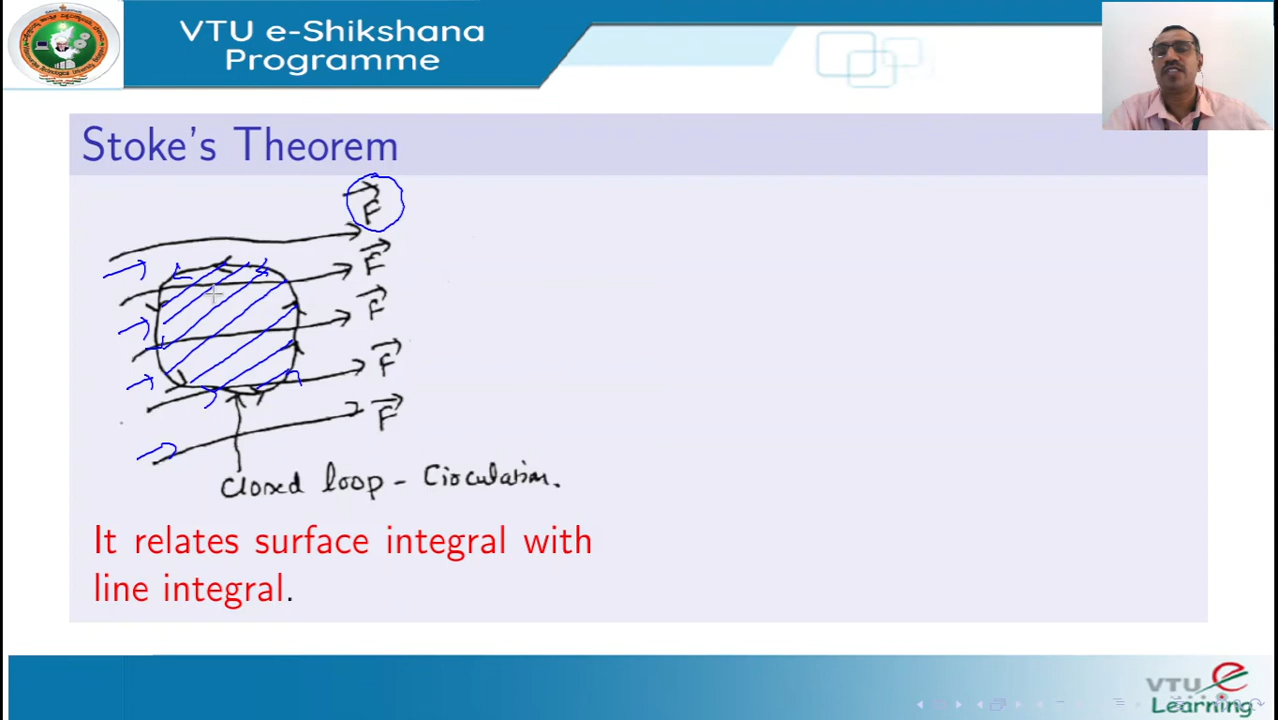 VTU e-Shikshana
Programme
Stoke's Theorem
F
F
F
F
F
Closed loop - Circulation.
It relates surface integral with
line integral.
VTU
Learning